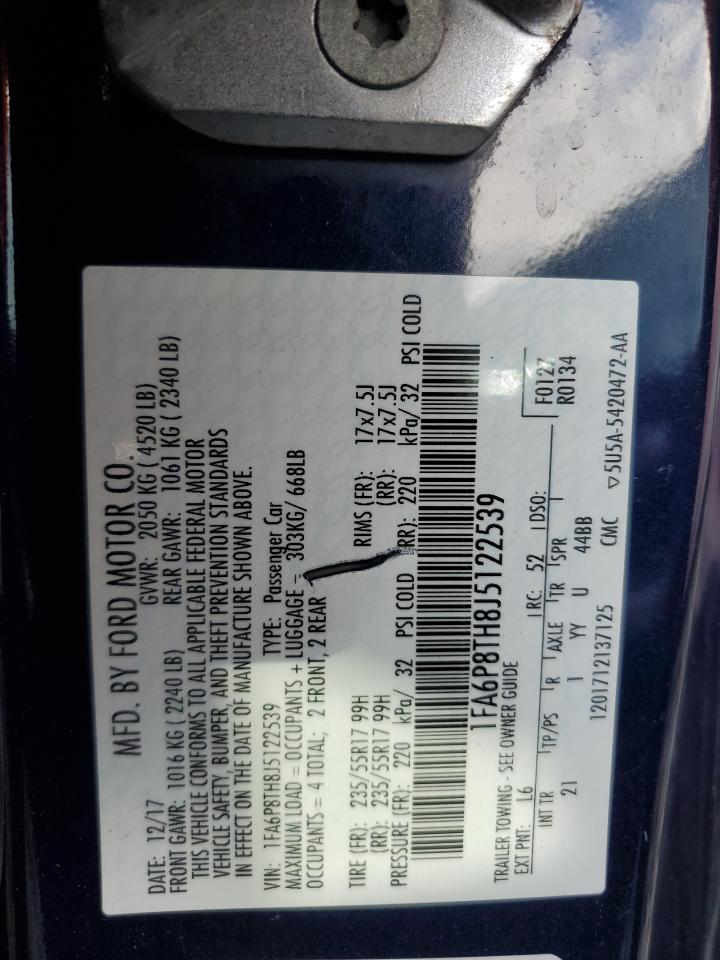 MFD. BY FORD MOTOR CO.
DATE: 12/17 GVWR: 2050 KG ( 4520 LB)
FRONT GAWR: 1016 KG ( 2240 LB) REAR GAWR: 1061 KG ( 2340 LB)
THIS VEHICLE CONFORMS TO ALL APPLICABLE FEDERAL MOTOR
VEHICLE SAFETY, BUMPER, AND THEFT PREVENTION STANDARDS
IN EFFECT ON THE DATE OF MANUFACTURE SHOWN ABOVE.
VIN: 1FA6P8TH8J5122539 TYPE: Passenger Car
MAXIMUM LOAD = OCCUPANTS + LUGGAGE = 303KG/ 668LB
OCCUPANTS = 4 TOTAL; 2 FRONT, 2 REAR
TIRE (FR): 235/55R17 99H RIMS (FR): 17x7.5J
(RR): 235/55R17 99H (RR): 17x7.5J
PRESSURE (FR): 220 kPa/ 32 PSI COLD (RR): 220 kPa/ 32 PSI COLD
1FA6P8TH8J5122539
TRAILER TOWING - SEE OWNER GUIDE F0127
EXT PNT: L6 RC: 52 DSO: R0134
INT TR TP/PS R AXLE TR SPR
21 I YY U 44BB
1201712137125 CMC ▽5U5A-5420472-AA